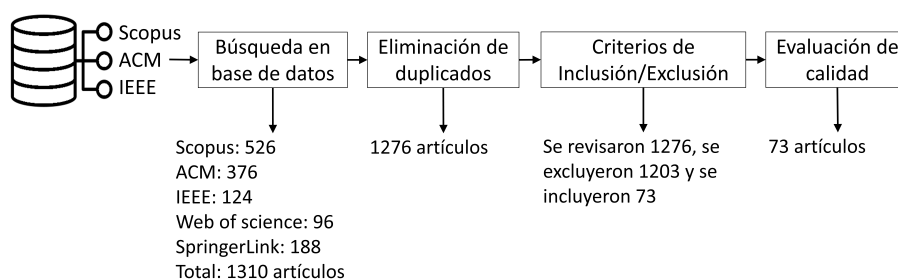 Scopus
ACM
IEEE
Búsqueda en
base de datos
Eliminación de
duplicados
Criterios de
Inclusión/Exclusión
Evaluación de
calidad
Scopus: 526
ACM: 376
IEEE: 124
Web of science: 96
SpringerLink: 188
Total: 1310 artículos
1276 artículos
Se revisaron 1276, se
excluyeron 1203 y se
incluyeron 73
73 artículos